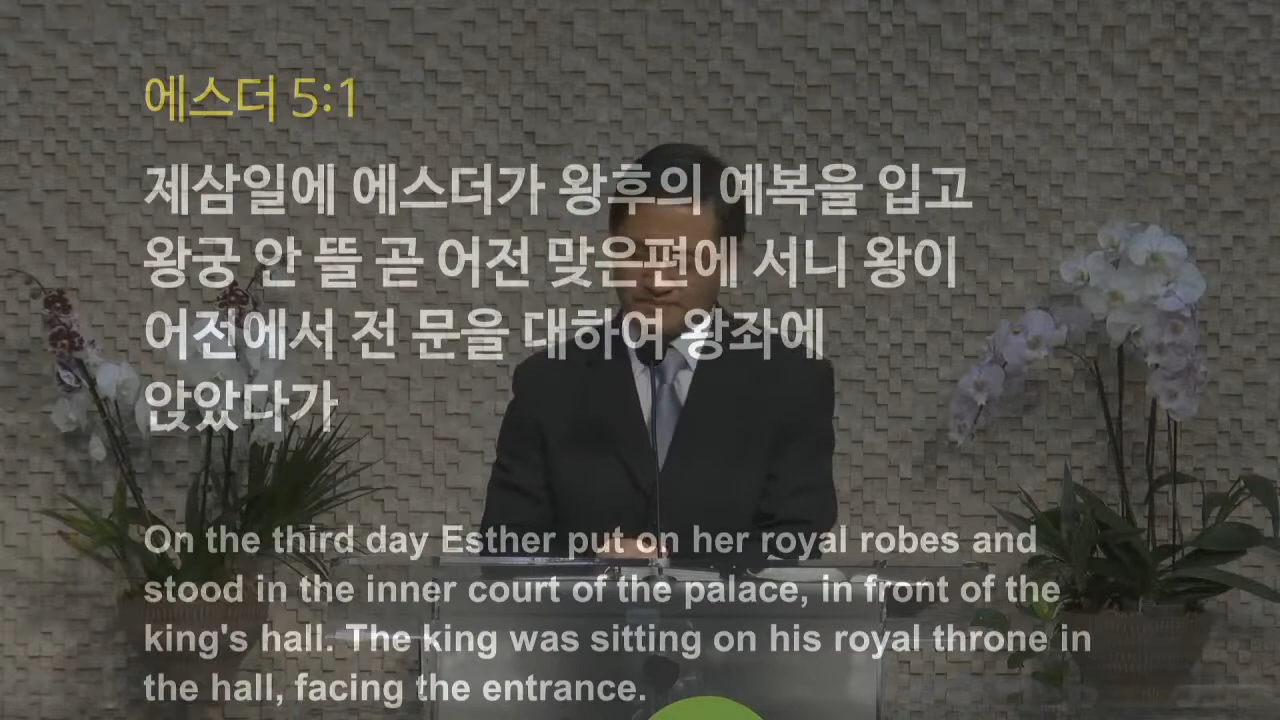 에스더 5:1
제삼일에 에스더가 왕후의 예복을 입고
왕궁 안 뜰 곧 어전 맞은편에 서니 왕이
어전에서 전 문을 대하여 왕좌에
앉았다가
On the third day Esther put on her royal robes and
stood in the inner court of the palace, in front of the
king's hall. The king was sitting on his royal throne in
the hall, facing the entrance.